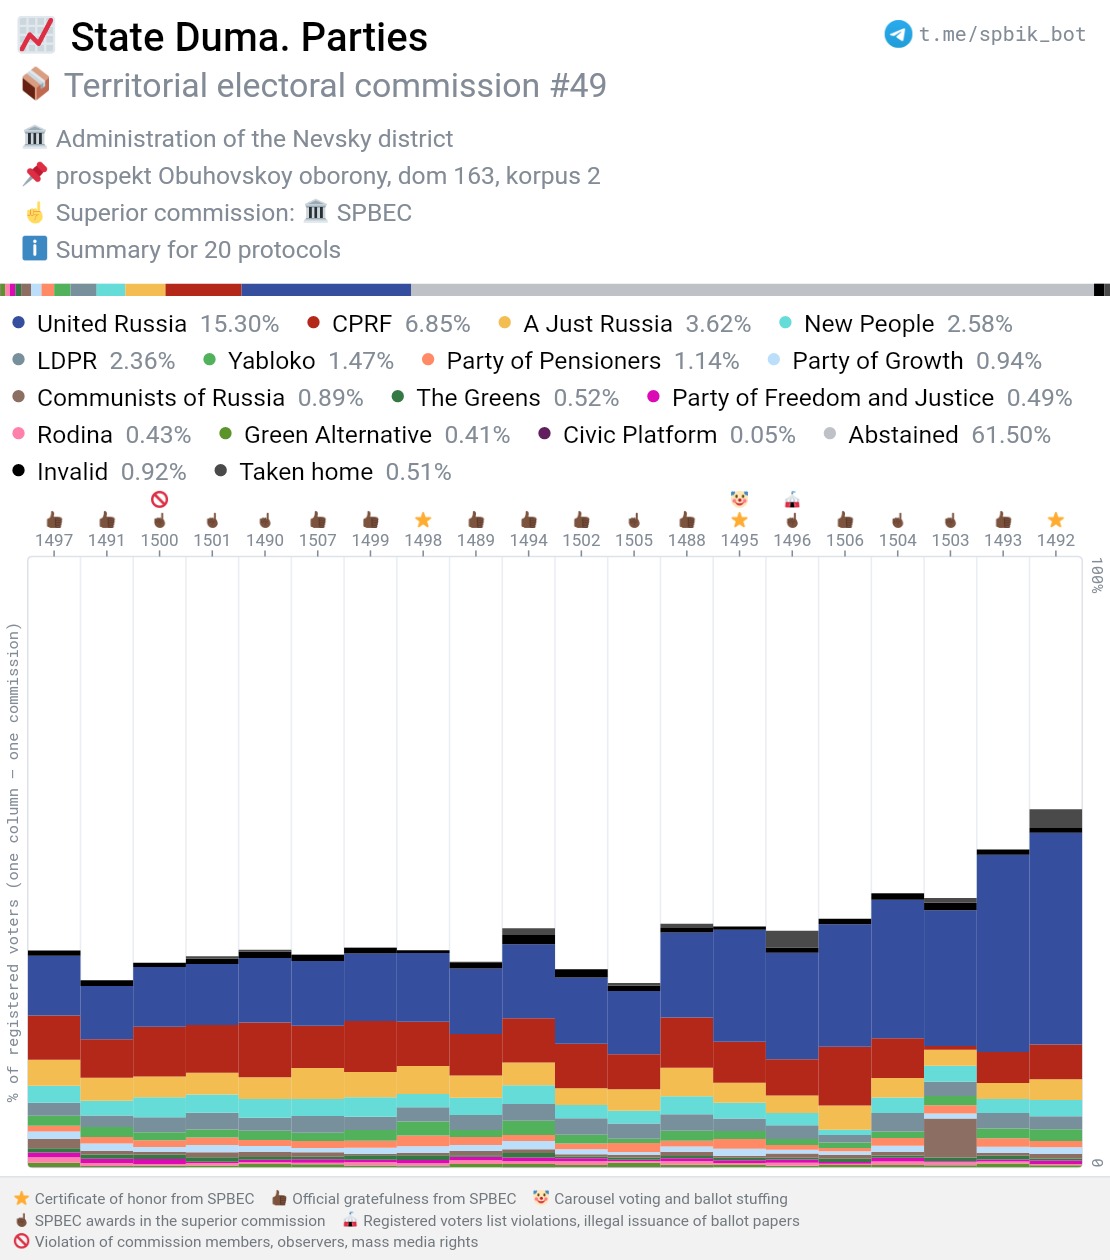 State Duma. Parties
t.me/spbik_bot
Territorial electoral commission #49
Administration of the Nevsky district
prospekt Obuhovskoy oborony, dom 163, korpus 2
Superior commission: SPBEC
Summary for 20 protocols
United Russia 15.30% CPRF 6.85% A Just Russia 3.62% New People 2.58%
LDPR 2.36% Yabloko 1.47% Party of Pensioners 1.14% Party of Growth 0.94%
Communists of Russia 0.89% The Greens 0.52% Party of Freedom and Justice 0.49%
Rodina 0.43% Green Alternative 0.41% Civic Platform 0.05% Abstained 61.50%
Invalid 0.92% Taken home 0.51%
1497 1491 1500 1501 1490 1507 1499 1498 1489 1494 1502 1505 1488 1495 1496 1506 1504 1503 1493 1492
100%
% of registered voters (one column – one commission)
0
Certificate of honor from SPBEC Official gratefulness from SPBEC Carousel voting and ballot stuffing
SPBEC awards in the superior commission Registered voters list violations, illegal issuance of ballot papers
Violation of commission members, observers, mass media rights